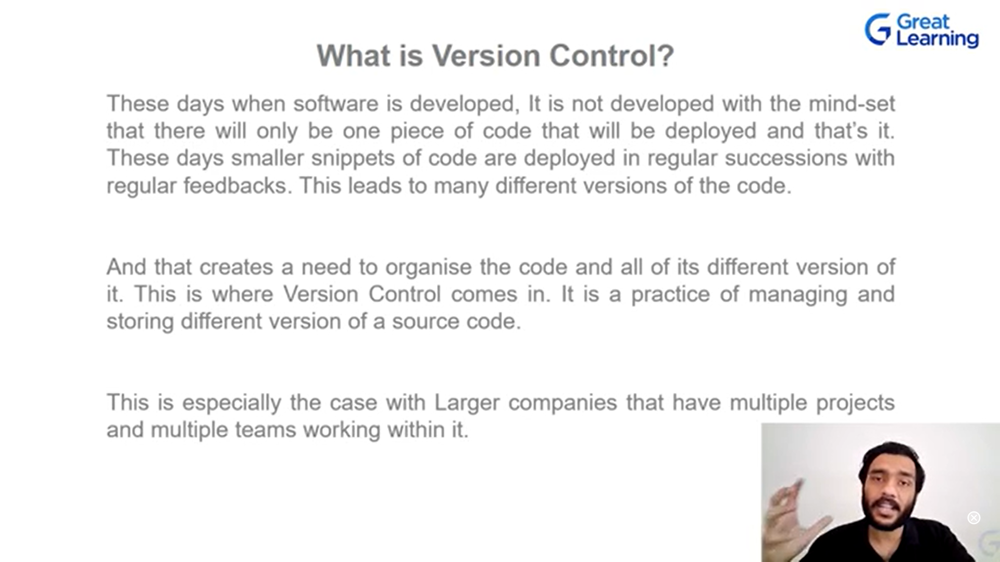 Great
Learning
What is Version Control?
These days when software is developed, It is not developed with the mind-set
that there will only be one piece of code that will be deployed and that’s it.
These days smaller snippets of code are deployed in regular successions with
regular feedbacks. This leads to many different versions of the code.
And that creates a need to organise the code and all of its different version of
it. This is where Version Control comes in. It is a practice of managing and
storing different version of a source code.
This is especially the case with Larger companies that have multiple projects
and multiple teams working within it.